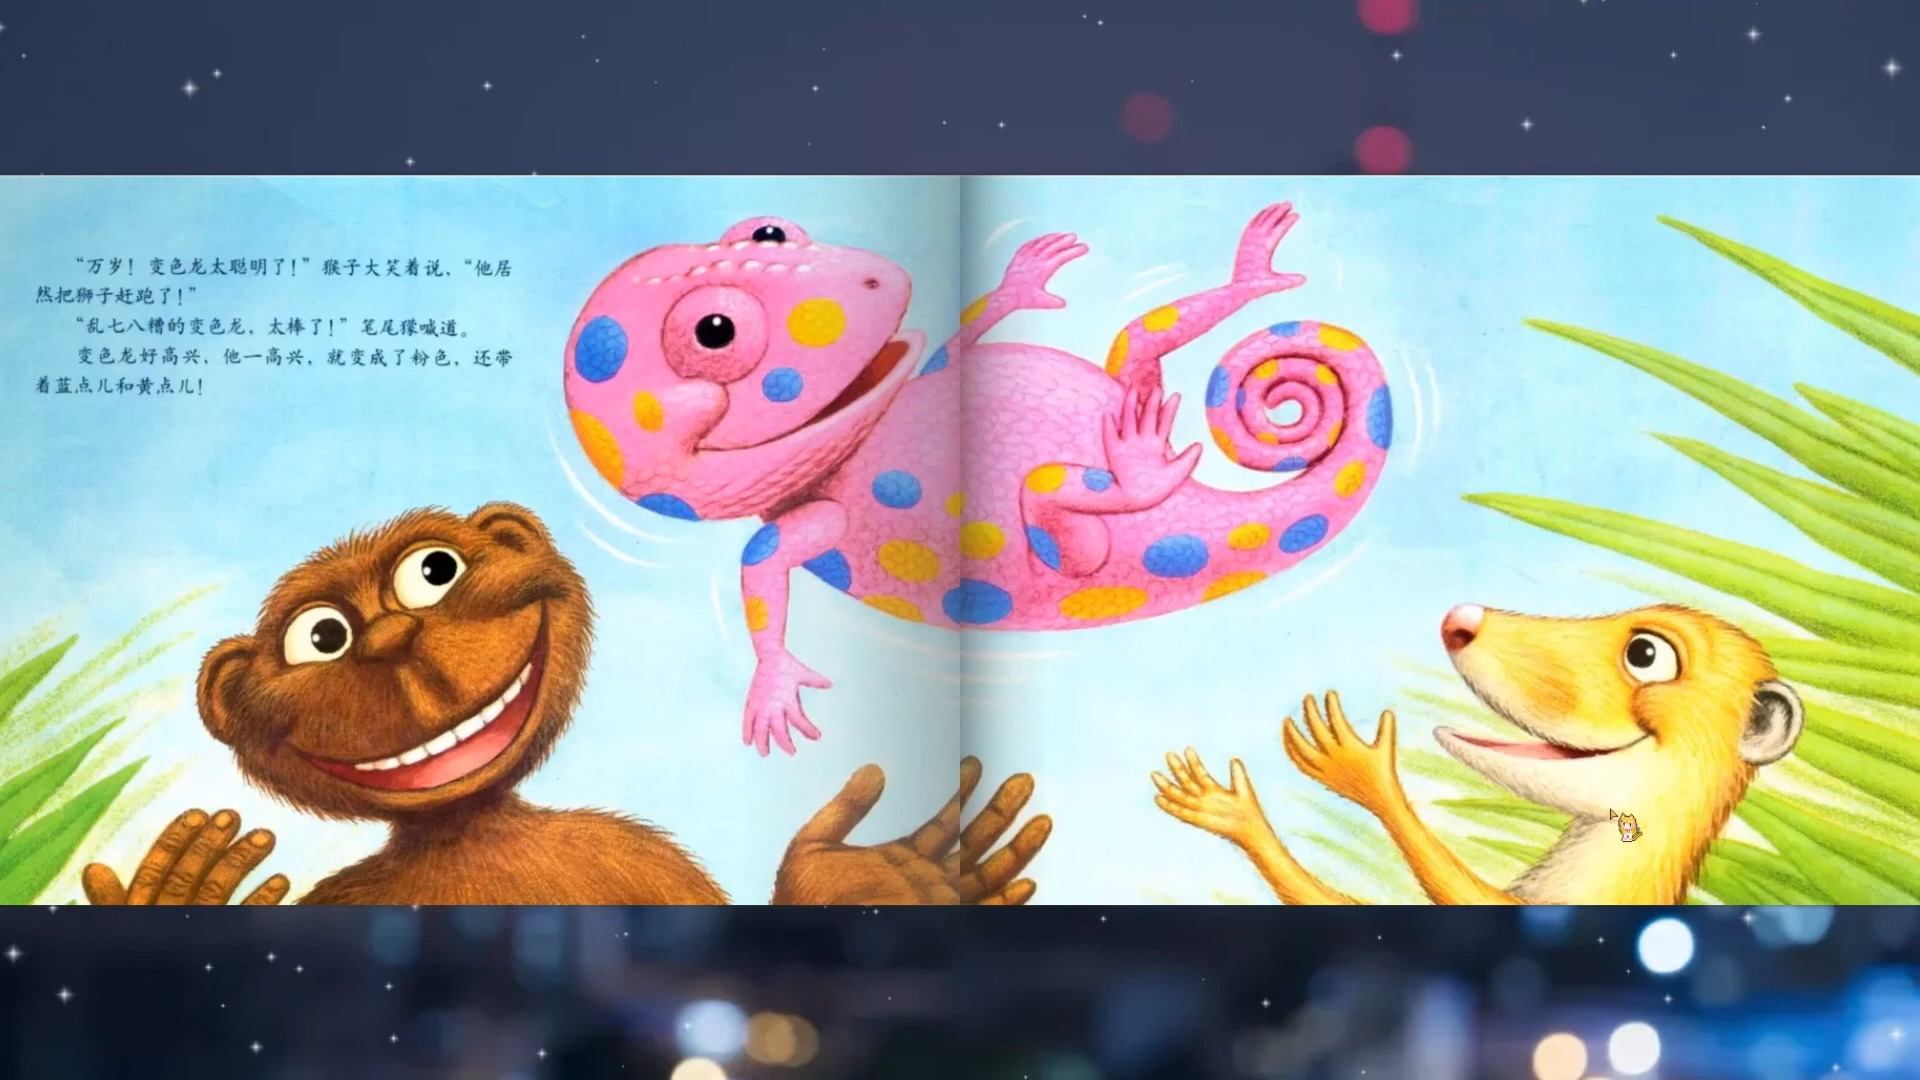 “万岁！变色龙太聪明了！”猴子大笑着说，“他居
然把狮子赶跑了！”
“乱七八糟的变色龙，太棒了！”笔尾獴喊道。
变色龙好高兴，他一高兴，就变成了粉色，还带
着蓝点儿和黄点儿！